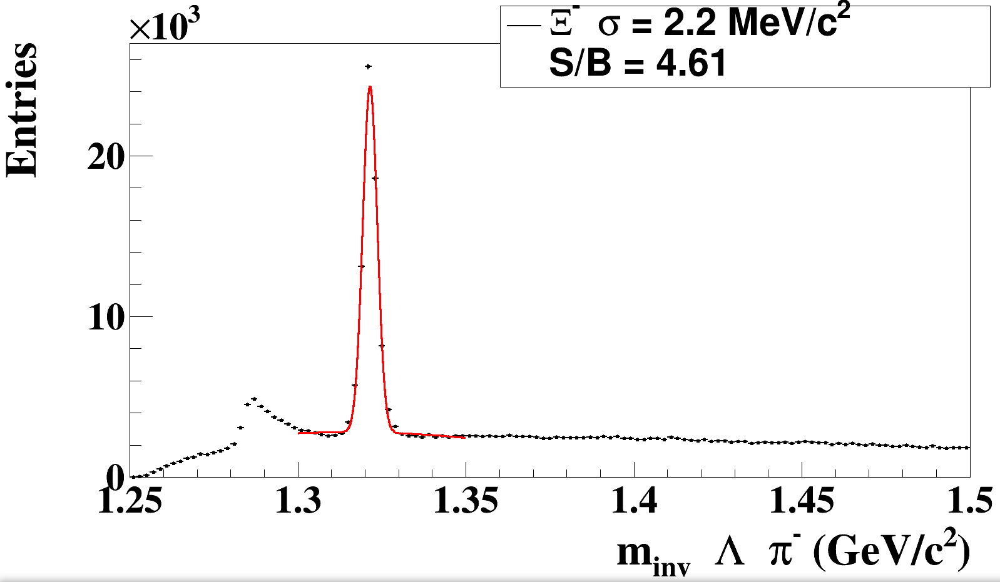 ×10³
Ξ⁻ σ = 2.2 MeV/c²
S/B = 4.61
Entries
20
10
0
1.25 1.3 1.35 1.4 1.45 1.5
m_inv Λ π⁻ (GeV/c²)